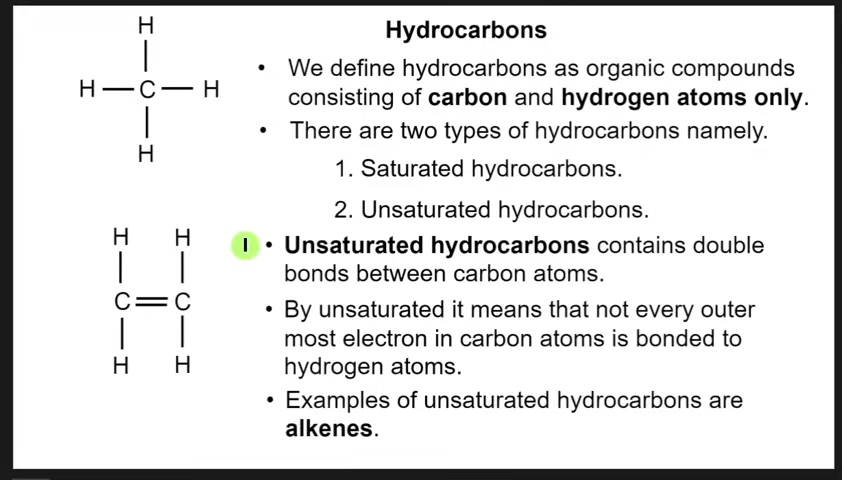 Hydrocarbons
• We define hydrocarbons as organic compounds
consisting of carbon and hydrogen atoms only.
• There are two types of hydrocarbons namely.
1. Saturated hydrocarbons.
2. Unsaturated hydrocarbons.
• Unsaturated hydrocarbons contains double
bonds between carbon atoms.
• By unsaturated it means that not every outer
most electron in carbon atoms is bonded to
hydrogen atoms.
• Examples of unsaturated hydrocarbons are
alkenes.
H
H C H
H
H H
C C
H H